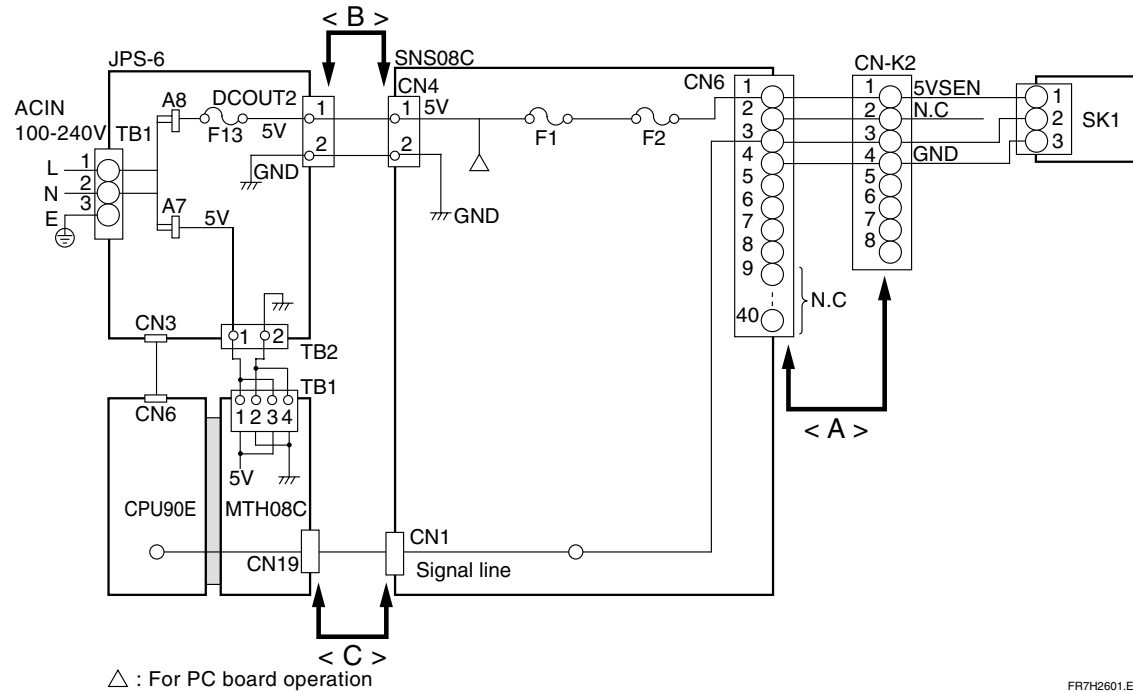 < B >
JPS-6
SNS08C
CN-K2
ACIN
100-240V
TB1
L
N
E
1
2
3
A8
F13
DCOUT2
5V
GND
A7
5V
1
2
CN4
1
2
5V
GND
F1
F2
CN6
1
2
3
4
5
6
7
8
9
40
N.C
1
2
3
4
5
6
7
8
5VSEN
N.C
GND
1
2
3
SK1
< A >
CN3
1
2
TB2
CN6
TB1
1 2 3 4
5V
CPU90E
MTH08C
CN19
CN1
Signal line
< C >
△ : For PC board operation
FR7H2601.E